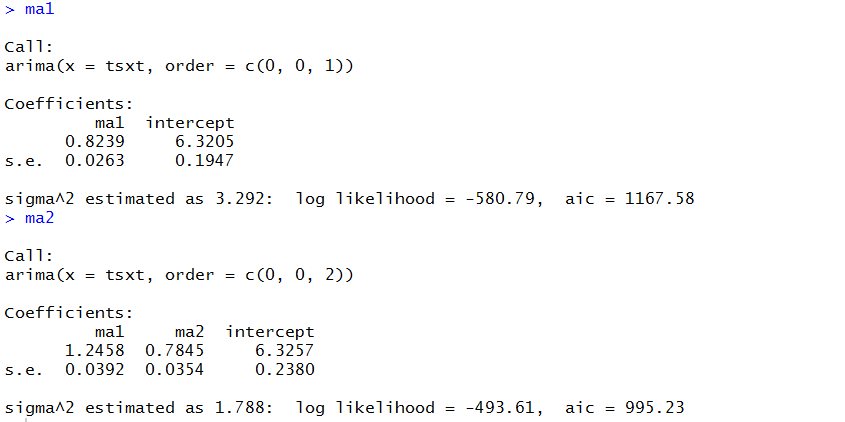 > ma1
Call:
arima(x = tsxt, order = c(0, 0, 1))
Coefficients:
ma1 intercept
0.8239 6.3205
s.e. 0.0263 0.1947
sigma^2 estimated as 3.292: log likelihood = -580.79, aic = 1167.58
> ma2
Call:
arima(x = tsxt, order = c(0, 0, 2))
Coefficients:
ma1 ma2 intercept
1.2458 0.7845 6.3257
s.e. 0.0392 0.0354 0.2380
sigma^2 estimated as 1.788: log likelihood = -493.61, aic = 995.23